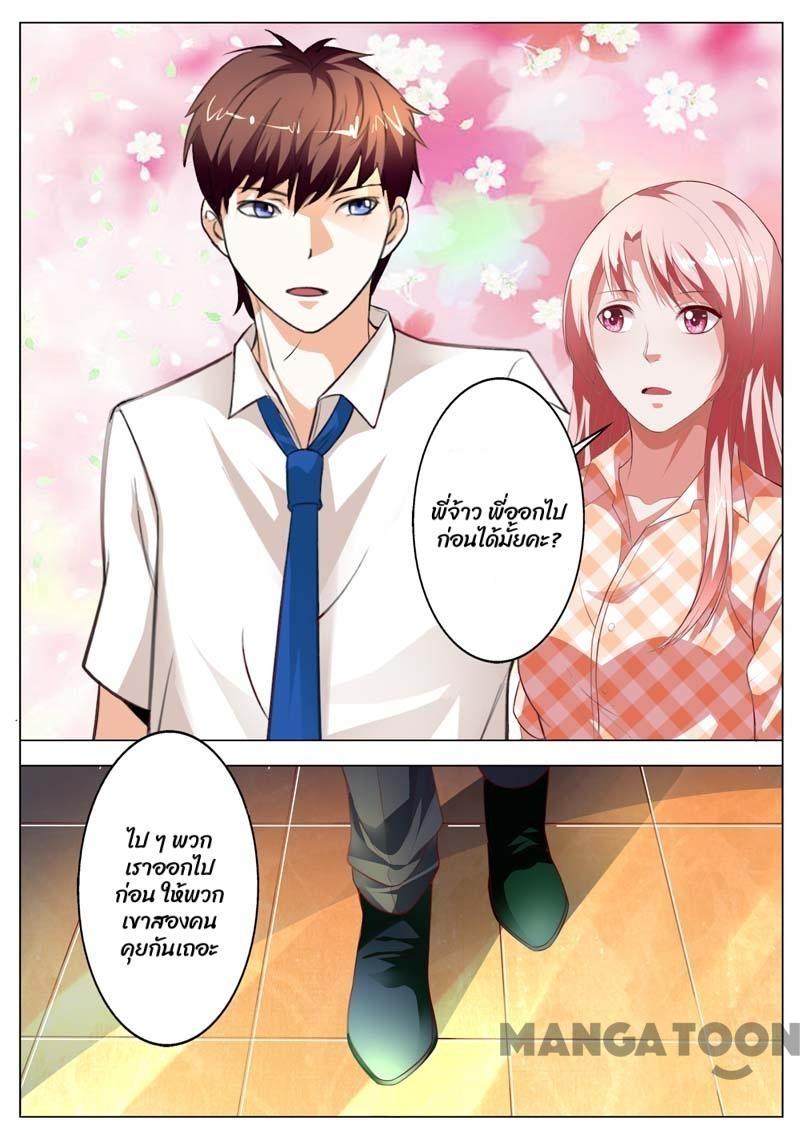 พี่จ้าว พี่ออกไป
ก่อนได้มั้ยคะ?
ไป ๆ พวก
เราออกไป
ก่อน ให้พวก
เขาสองคน
คุยกันเถอะ
MANGATOON